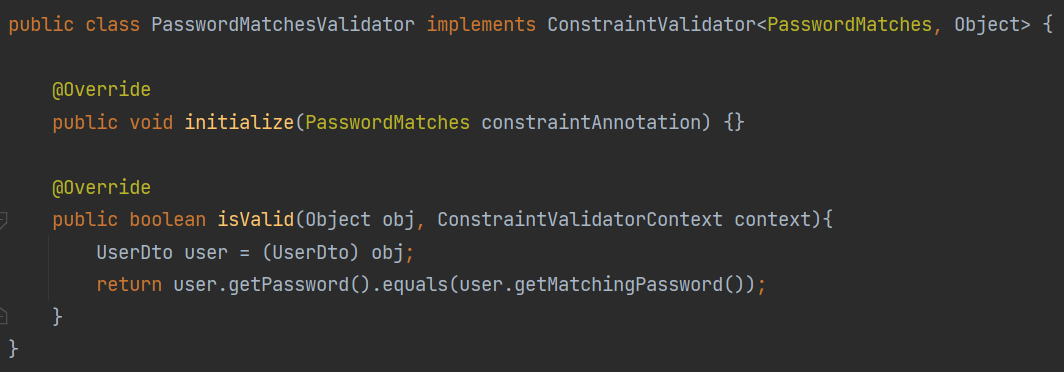 public class PasswordMatchesValidator implements ConstraintValidator<PasswordMatches, Object> {
@Override
public void initialize(PasswordMatches constraintAnnotation) {}
@Override
public boolean isValid(Object obj, ConstraintValidatorContext context){
UserDto user = (UserDto) obj;
return user.getPassword().equals(user.getMatchingPassword());
}
}